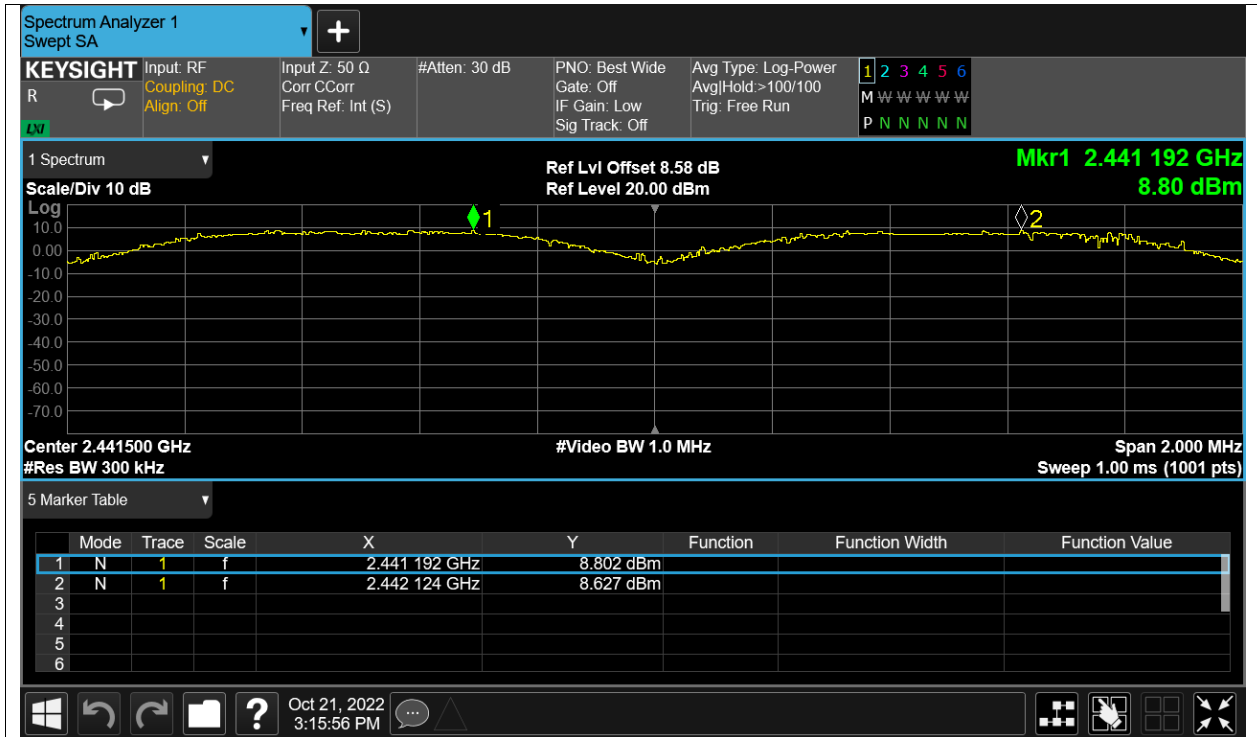 Spectrum Analyzer 1
Swept SA
+
KEYSIGHT
R
LXI
Input: RF
Coupling: DC
Align: Off
Input Z: 50 Ω
Corr CCorr
Freq Ref: Int (S)
#Atten: 30 dB
PNO: Best Wide
Gate: Off
IF Gain: Low
Sig Track: Off
Avg Type: Log-Power
Avg|Hold:>100/100
Trig: Free Run
1 2 3 4 5 6
M W W W W W W
P N N N N N N
1 Spectrum
Scale/Div 10 dB
Ref Lvl Offset 8.58 dB
Ref Level 20.00 dBm
Mkr1 2.441 192 GHz
8.80 dBm
Log
1
2
10.0
0.00
-10.0
-20.0
-30.0
-40.0
-50.0
-60.0
-70.0
Center 2.441500 GHz
#Video BW 1.0 MHz
Span 2.000 MHz
#Res BW 300 kHz
Sweep 1.00 ms (1001 pts)
5 Marker Table
Mode Trace Scale X Y Function Function Width Function Value
1 N 1 f 2.441 192 GHz 8.802 dBm
2 N 1 f 2.442 124 GHz 8.627 dBm
3
4
5
6
?
Oct 21, 2022
3:15:56 PM